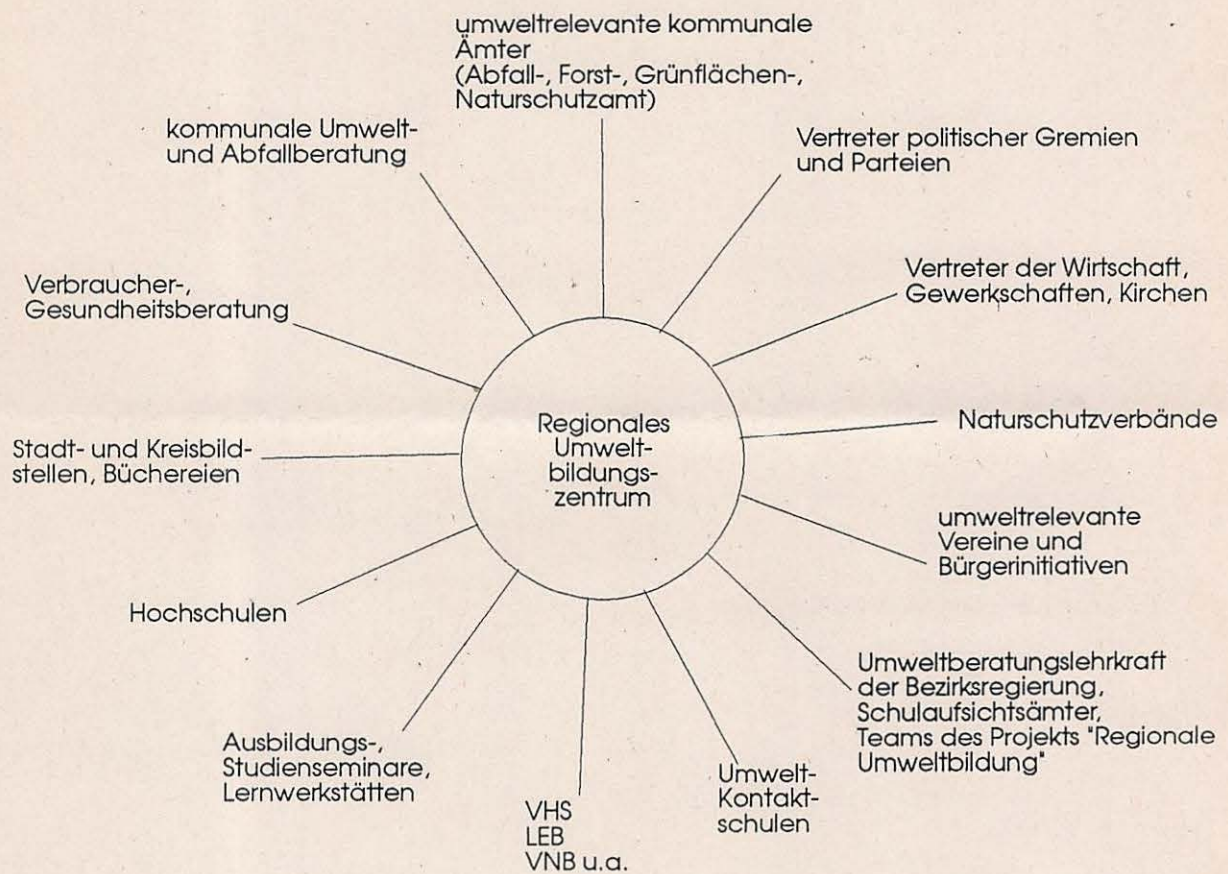 umweltrelevante kommunale
Ämter
(Abfall-, Forst-, Grünflächen-,
Naturschutzamt)
kommunale Umwelt-
und Abfallberatung
Vertreter politischer Gremien
und Parteien
Verbraucher-,
Gesundheitsberatung
Vertreter der Wirtschaft,
Gewerkschaften, Kirchen
Stadt- und Kreisbild-
stellen, Büchereien
Regionales
Umwelt-
bildungs-
zentrum
Naturschutzverbände
umweltrelevante
Vereine und
Bürgerinitiativen
Hochschulen
Umweltberatungslehrkraft
der Bezirksregierung,
Schulaufsichtsämter,
Teams des Projekts "Regionale
Umweltbildung"
Ausbildungs-,
Studienseminare,
Lernwerkstätten
VHS
LEB
VNB u.a.
Umwelt-
Kontakt-
schulen